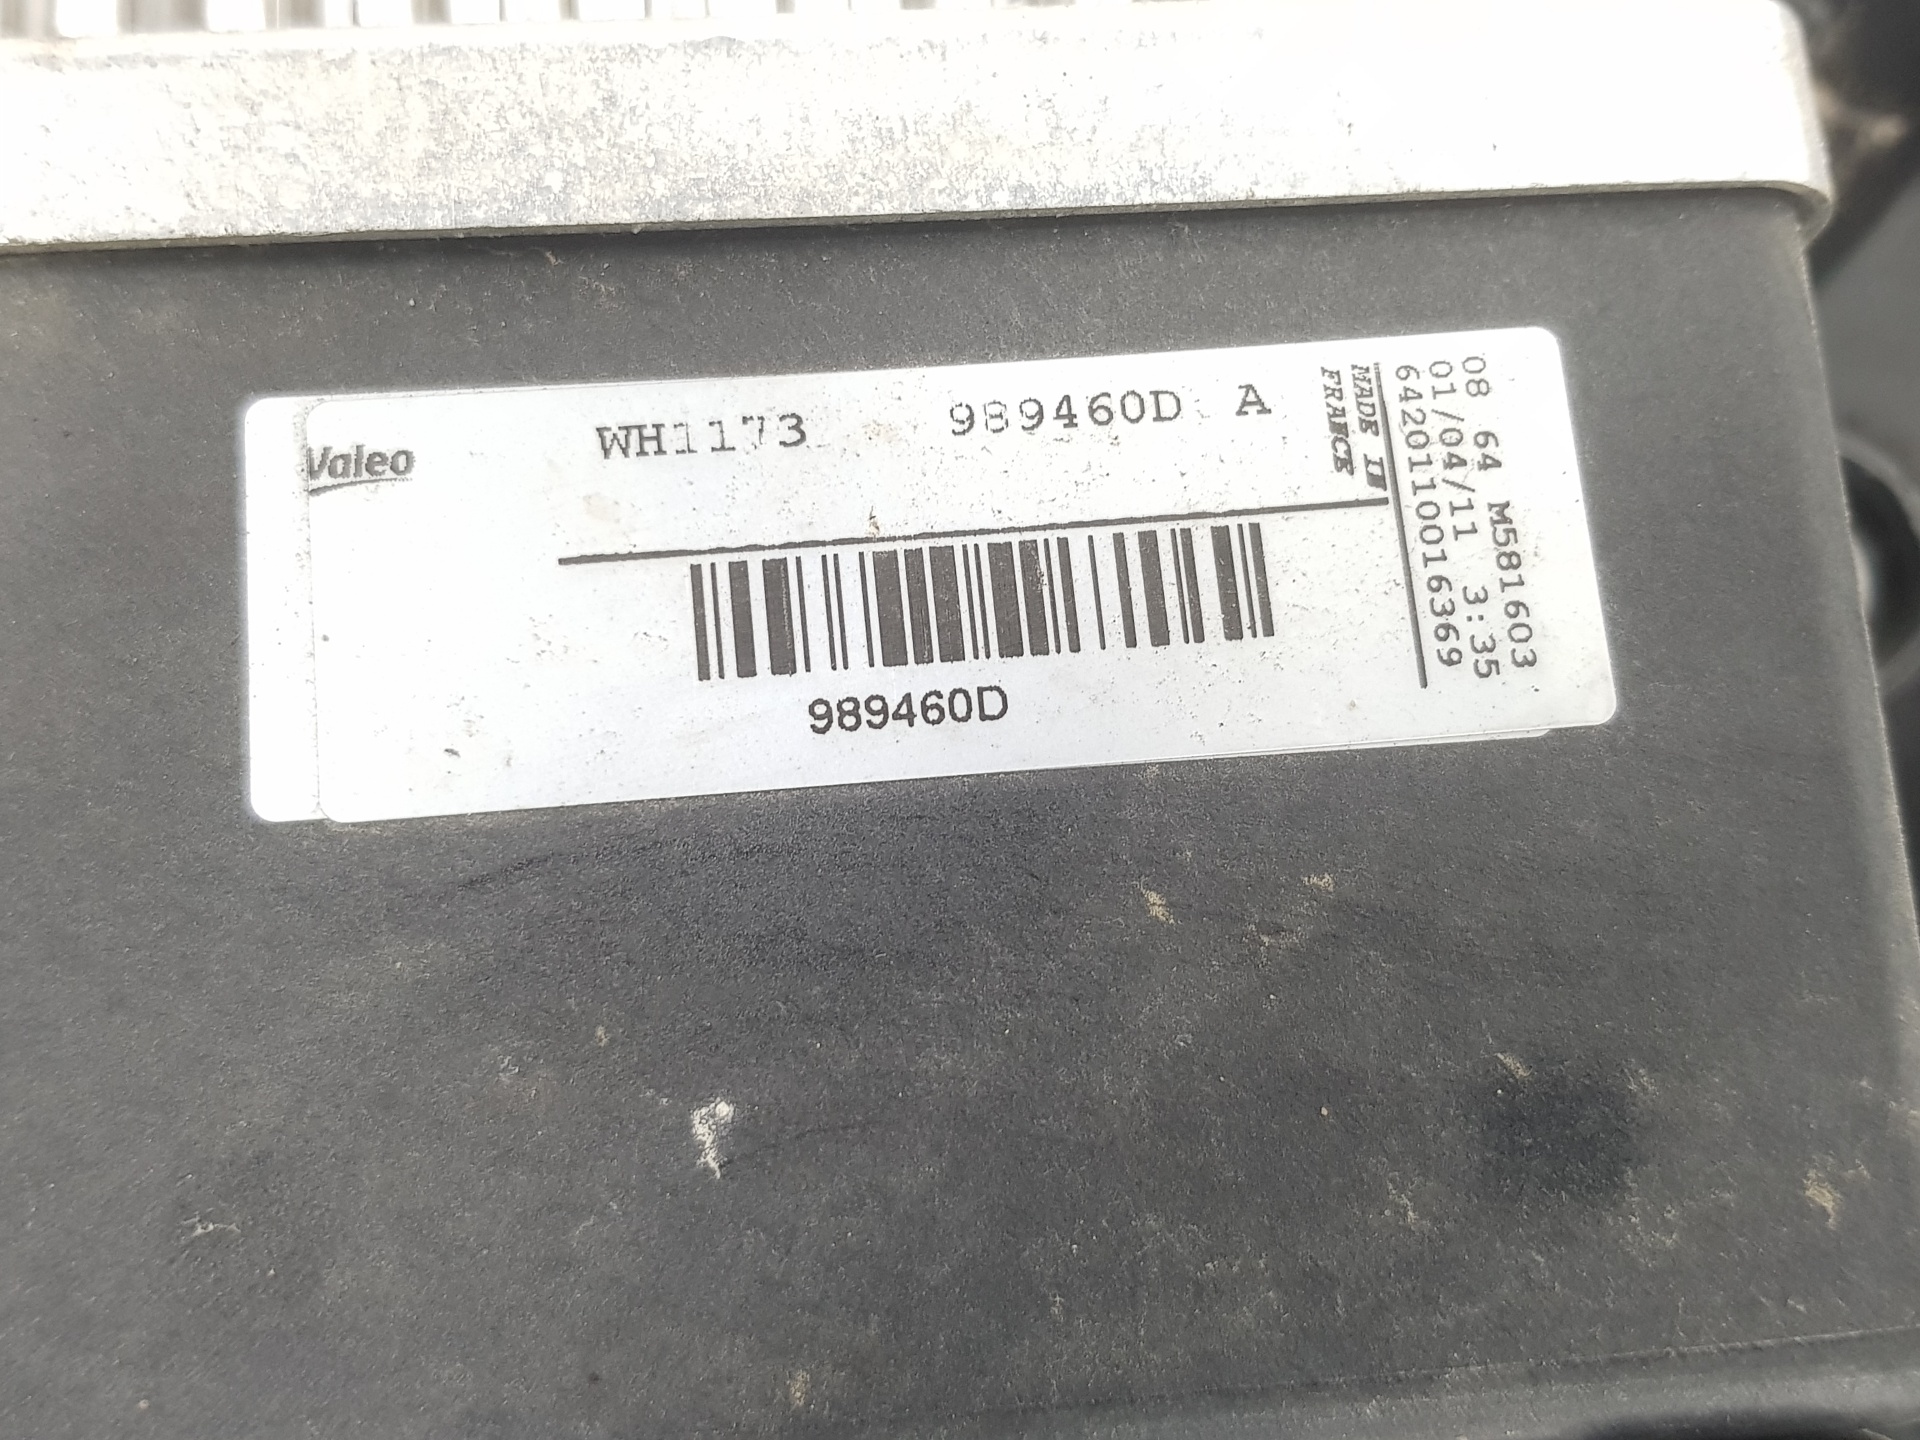 Valeo
WH1173 989460D A
989460D
MADE IN
FRANCE
08 64 M581603
01/04/11 3:35
6420110016369